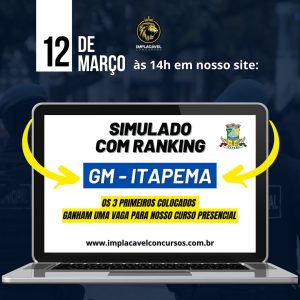 IMPLACÁVEL
CONCURSOS
12 DE MARÇO às 14h em nosso site:
SIMULADO
COM RANKING
GM - ITAPEMA
OS 3 PRIMEIROS COLOCADOS
GANHAM UMA VAGA PARA NOSSO CURSO PRESENCIAL
www.implacavelconcursos.com.br